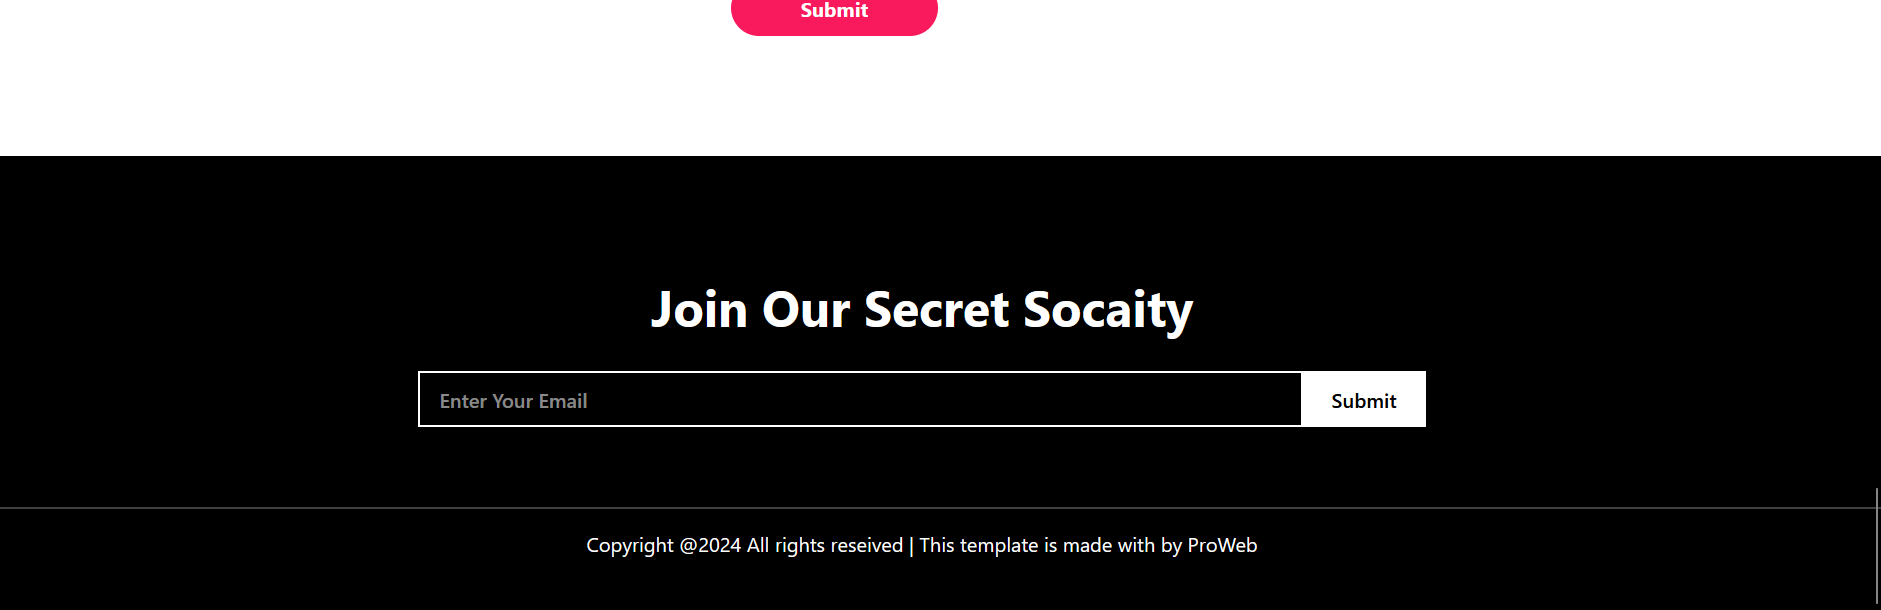 Submit
Join Our Secret Socaity
Enter Your Email
Submit
Copyright @2024 All rights reseived | This template is made with by ProWeb